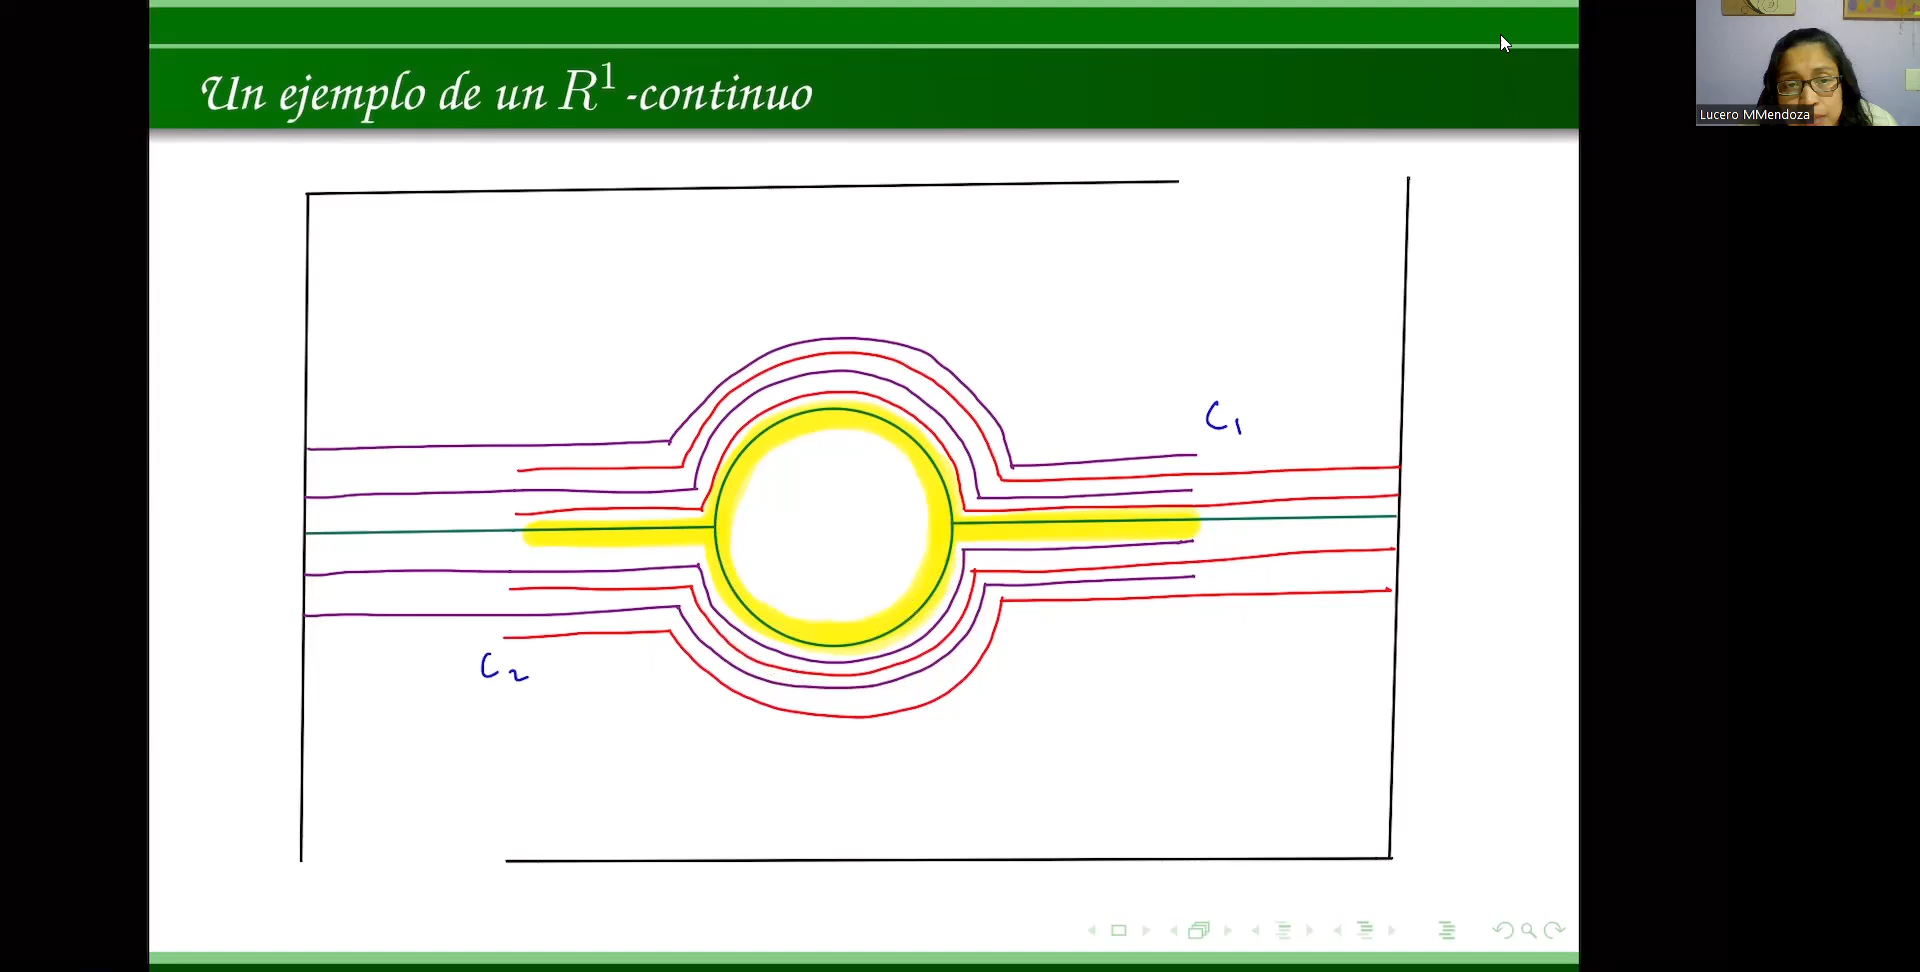 Un ejemplo de un R¹-continuo
Lucero MMendoza
C₁
C₂